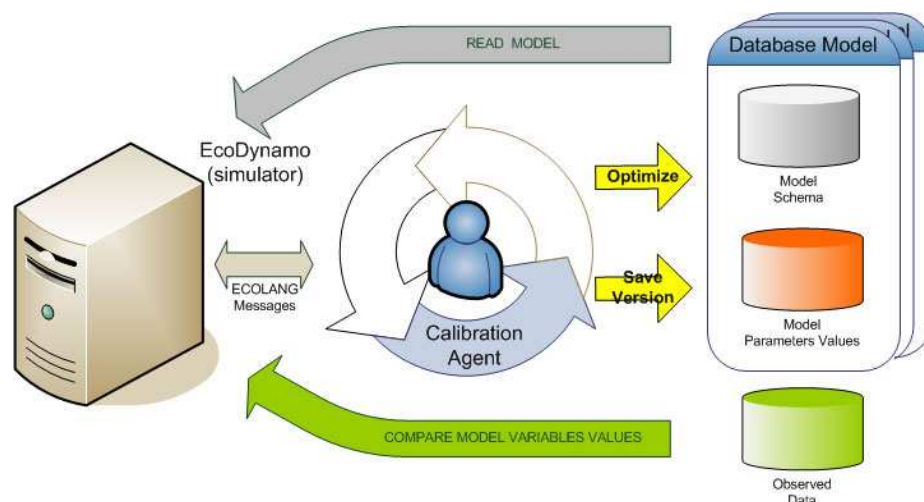 READ MODEL
Database Model
EcoDynamo
(simulator)
Optimize
Model
Schema
ECOLANG
Messages
Save
Version
Calibration
Agent
Model
Parameters Values
COMPARE MODEL VARIABLES VALUES
Observed
Data